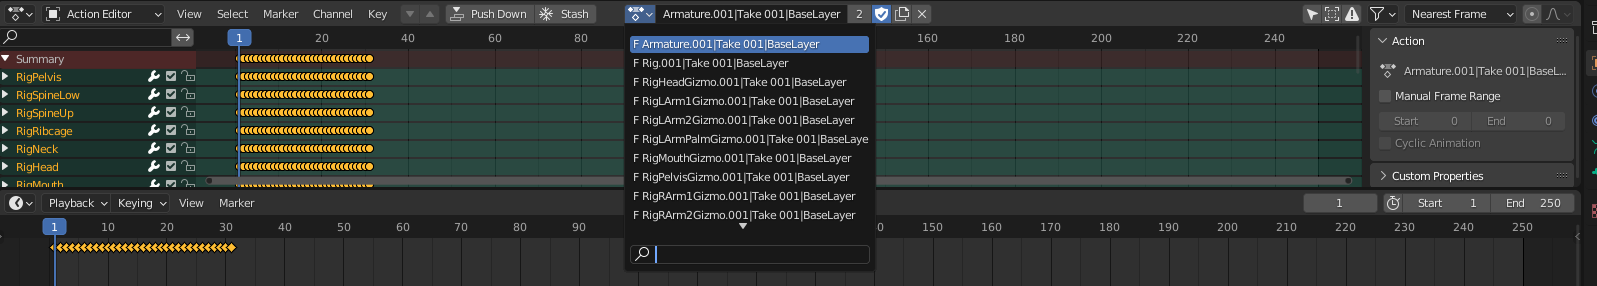 Action Editor View Select Marker Channel Key Push Down Stash Armature.001|Take 001|BaseLayer 2 Nearest Frame
1 20 40 60 80 160 180 200 220 240
Summary
RigPelvis
RigSpineLow
RigSpineUp
RigRibcage
RigNeck
RigHead
RigMouth
F Armature.001|Take 001|BaseLayer
F Rig.001|Take 001|BaseLayer
F RigHeadGizmo.001|Take 001|BaseLayer
F RigLArm1Gizmo.001|Take 001|BaseLayer
F RigLArm2Gizmo.001|Take 001|BaseLayer
F RigLArmPalmGizmo.001|Take 001|BaseLaye
F RigMouthGizmo.001|Take 001|BaseLayer
F RigPelvisGizmo.001|Take 001|BaseLayer
F RigRArm1Gizmo.001|Take 001|BaseLayer
F RigRArm2Gizmo.001|Take 001|BaseLayer
Action
Armature.001|Take 001|BaseL...
Manual Frame Range
Start 0 End 0
Cyclic Animation
Custom Properties
Playback Keying View Marker 1 Start 1 End 250
1 10 20 30 40 50 60 70 80 90 150 160 170 180 190 200 210 220 230 240 250